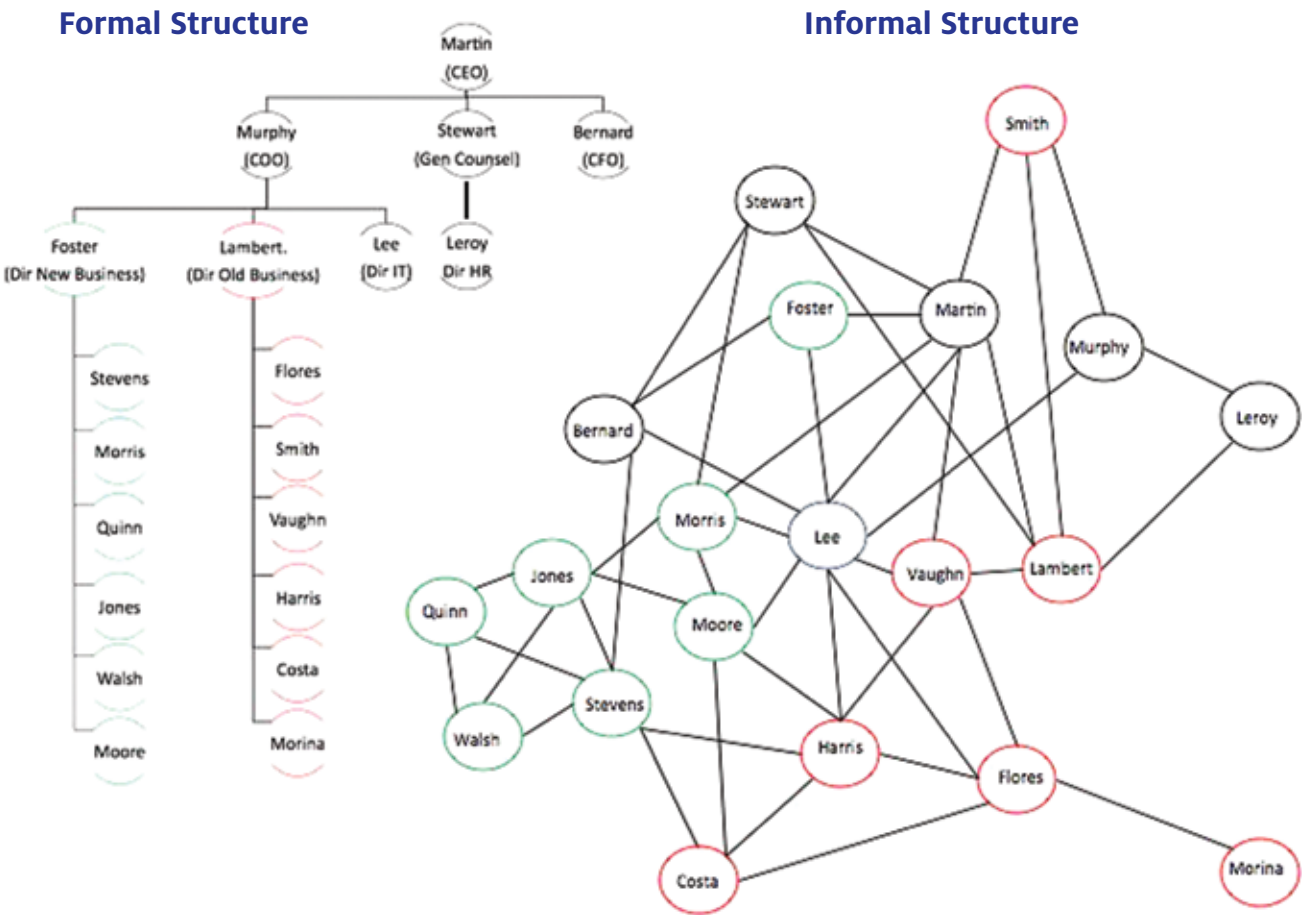 Formal Structure
Martin
(CEO)
Murphy
(COO)
Stewart
(Gen Counsel)
Bernard
(CFO)
Foster
(Dir New Business)
Lambert.
(Dir Old Business)
Lee
(Dir IT)
Leroy
Dir HR
Stevens
Morris
Quinn
Jones
Walsh
Moore
Flores
Smith
Vaughn
Harris
Costa
Morina
Informal Structure
Smith
Stewart
Foster
Martin
Murphy
Leroy
Bernard
Morris
Lee
Vaughn
Lambert
Jones
Quinn
Moore
Stevens
Walsh
Harris
Flores
Costa
Morina